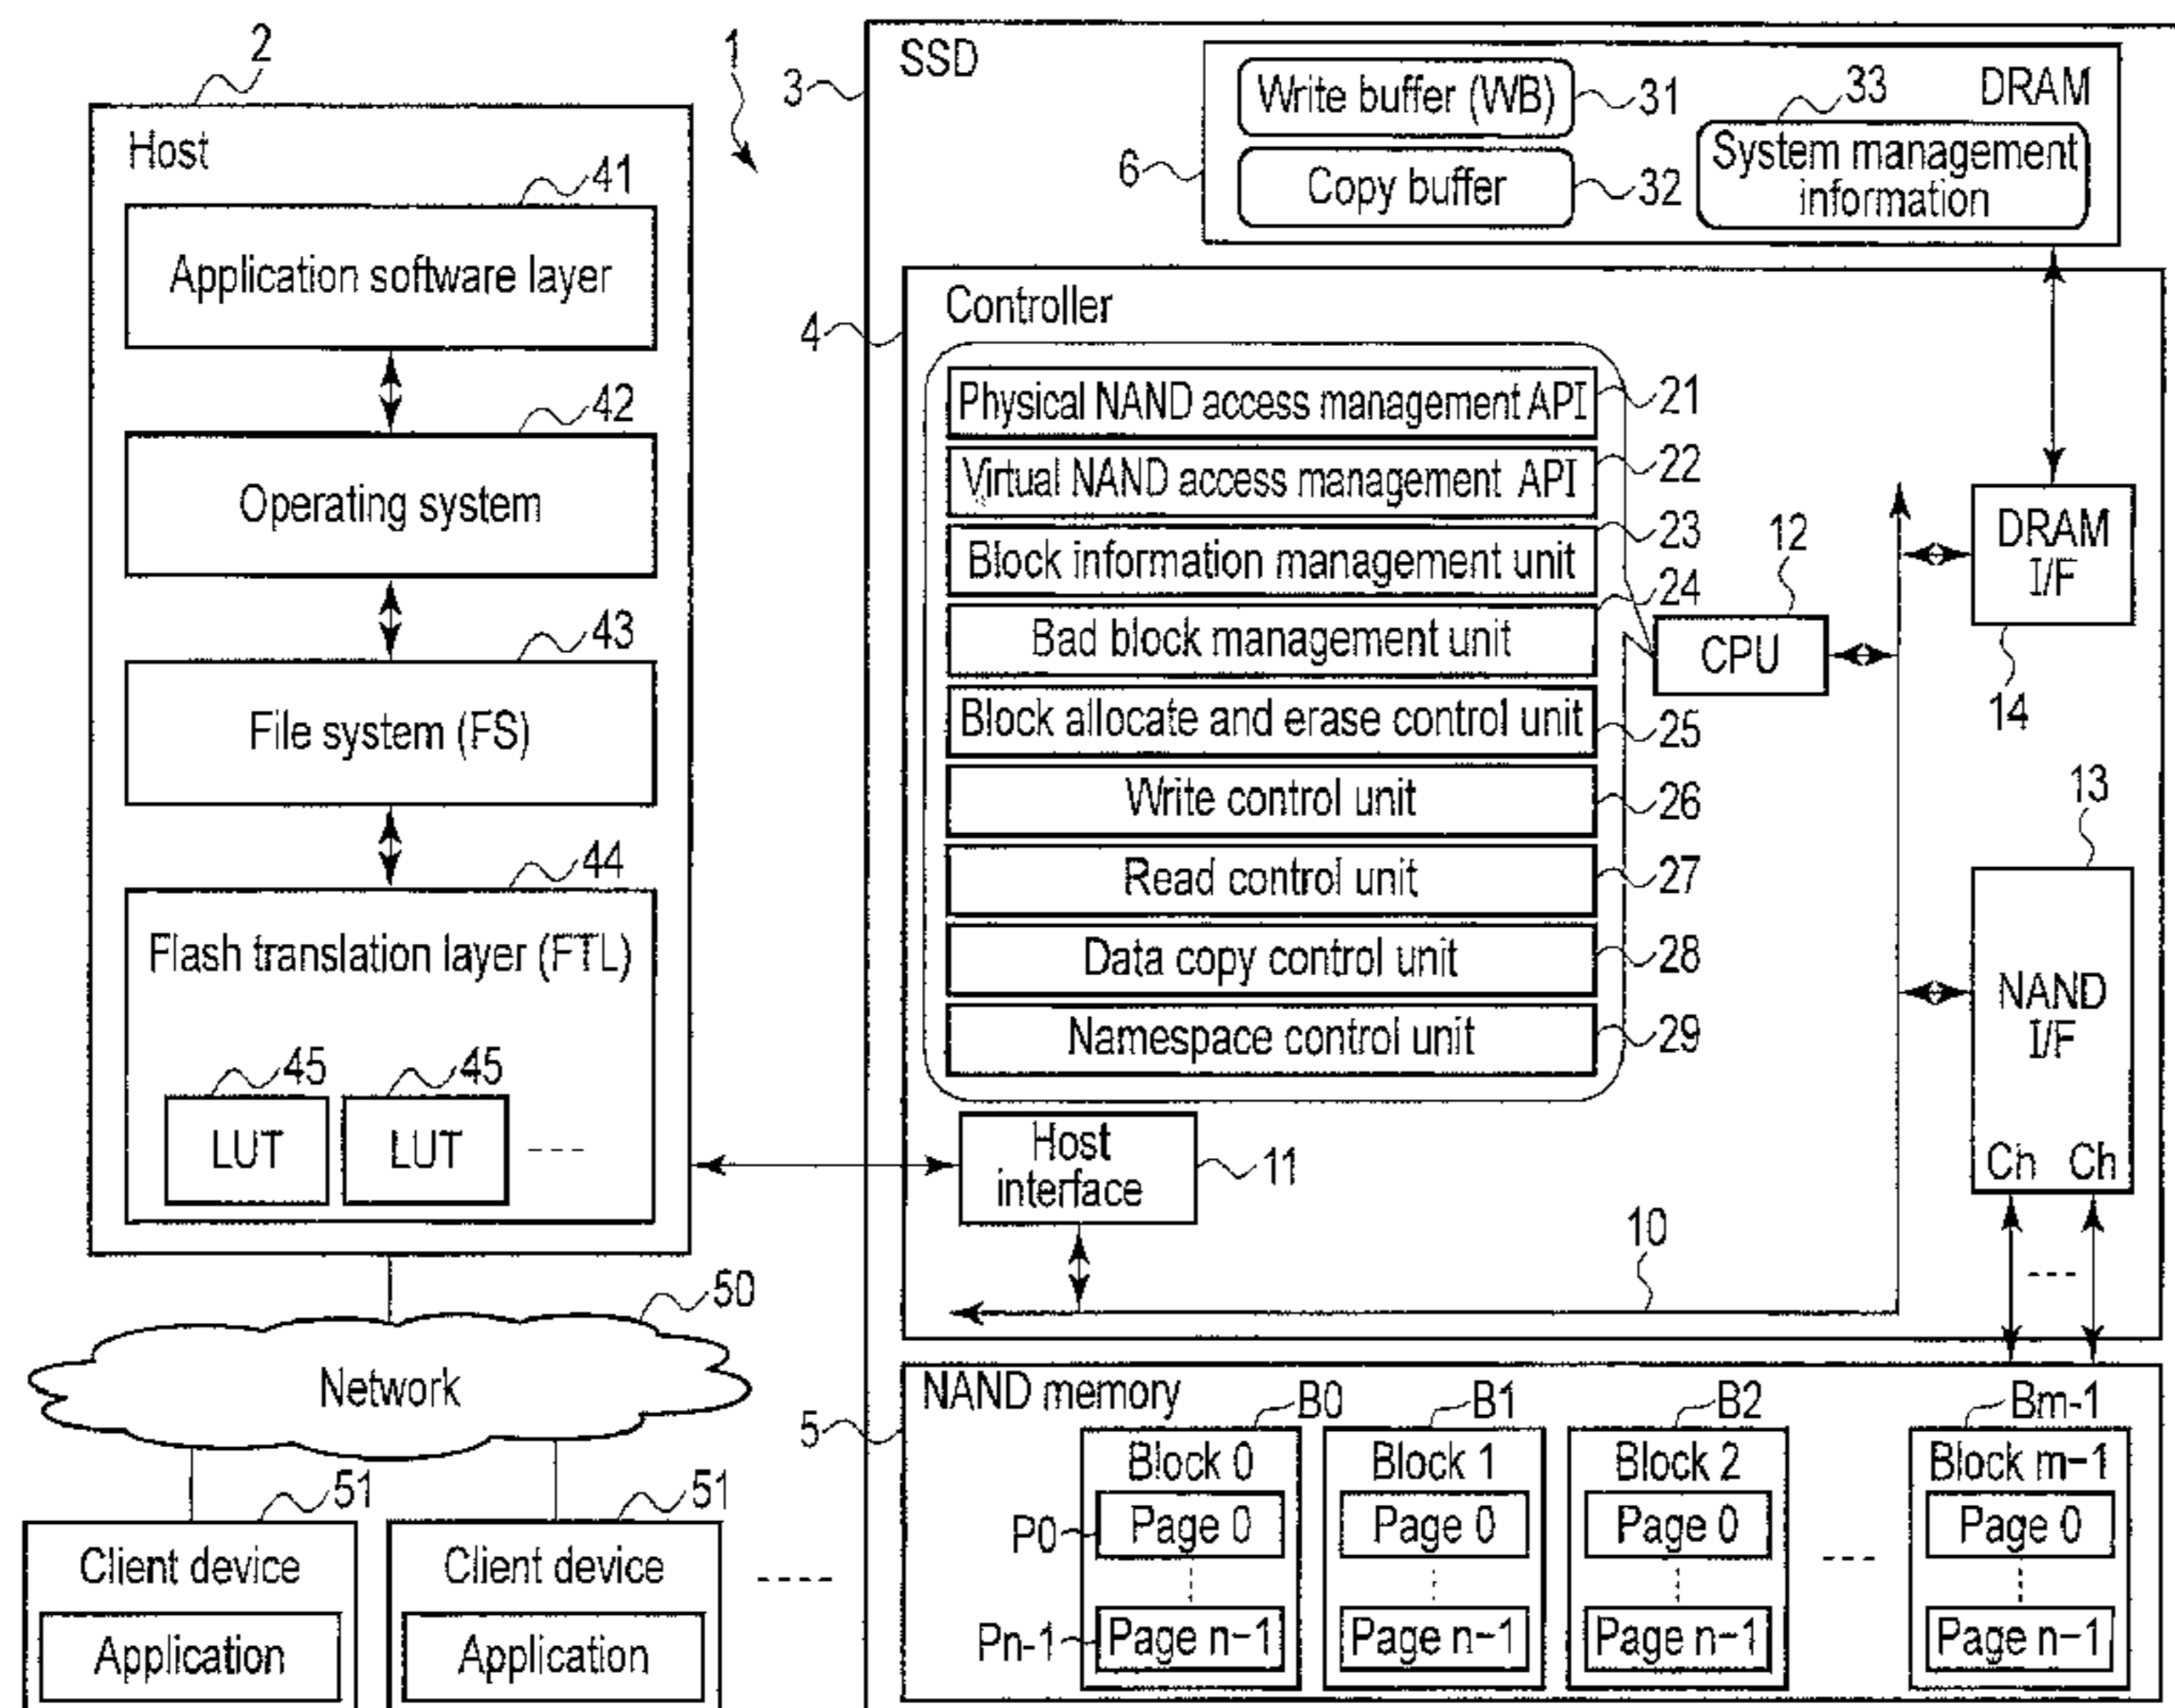 2
Host
41
Application software layer
42
Operating system
43
File system (FS)
44
Flash translation layer (FTL)
45
45
LUT
LUT
50
Network
51
51
Client device
Client device
Application
Application
1
3
SSD
6
DRAM
Write buffer (WB)
31
Copy buffer
32
33
System management
information
4
Controller
Physical NAND access management API
21
Virtual NAND access management API
22
Block information management unit
23
Bad block management unit
24
Block allocate and erase control unit
25
Write control unit
26
Read control unit
27
Data copy control unit
28
Namespace control unit
29
12
CPU
DRAM
I/F
14
13
NAND
I/F
Ch
Ch
Host
interface
11
10
5
NAND memory
B0
B1
B2
Bm-1
Block 0
Block 1
Block 2
Block m-1
P0
Page 0
Page 0
Page 0
Page 0
Pn-1
Page n-1
Page n-1
Page n-1
Page n-1